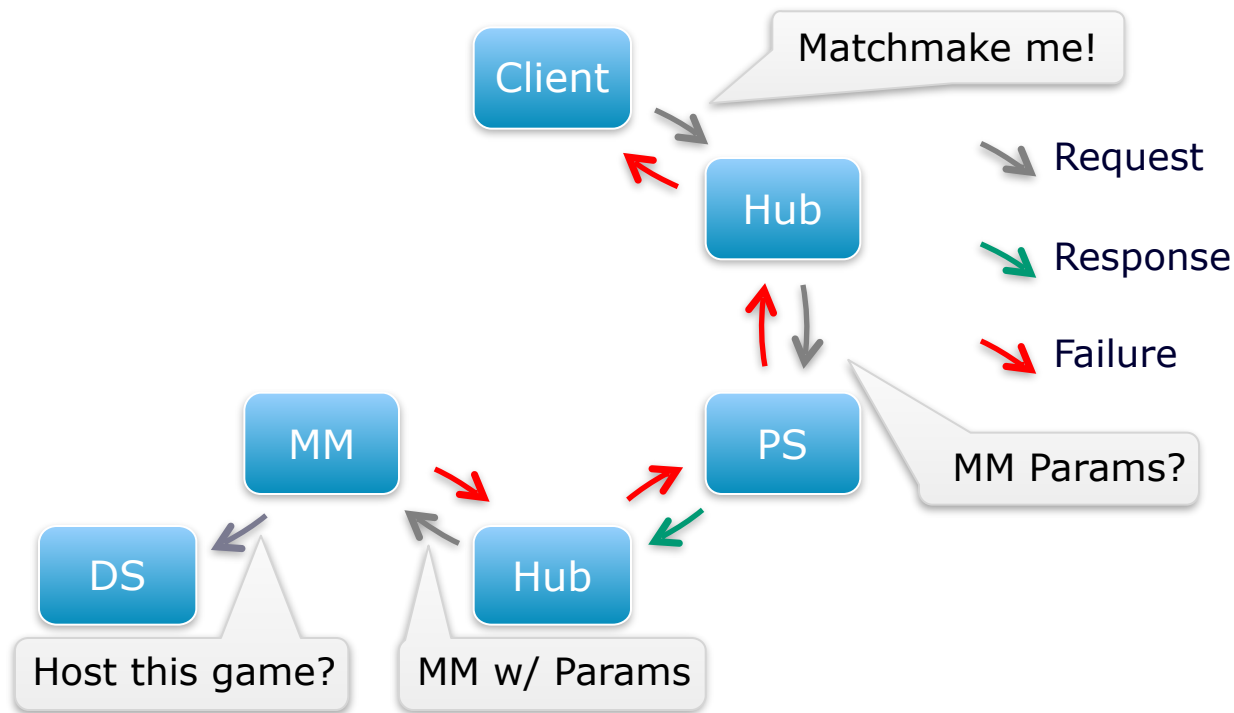 Matchmake me!
Client
Request
Hub
Response
Failure
MM
PS
MM Params?
DS
Hub
Host this game?
MM w/ Params